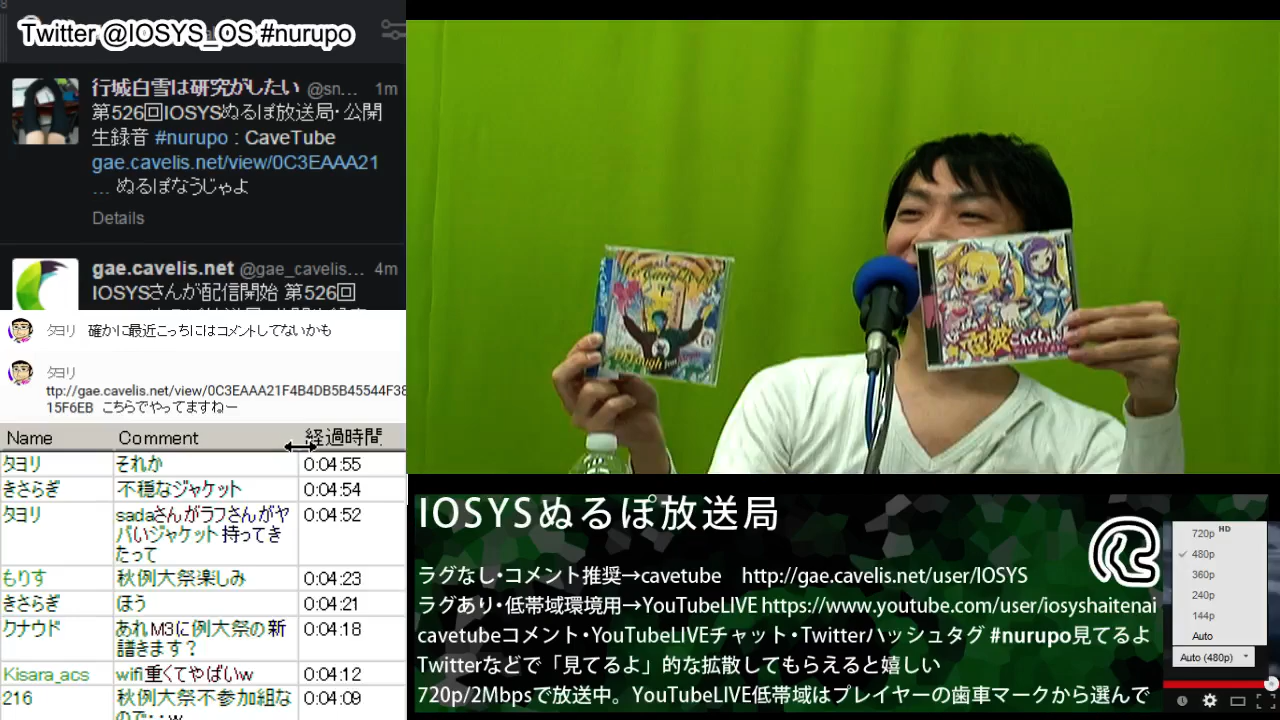 Twitter @IOSYS_OS #nurupo
行城白雪は研究がしたい @sn... 1m
第526回IOSYSぬるぽ放送局・公開
生録音 #nurupo : CaveTube
gae.cavelis.net/view/0C3EAAA21
... ぬるぽなうじゃよ
Details
gae.cavelis.net @gae_cavelis... 4m
IOSYSさんが配信開始 第526回
タヨリ 確かに最近こっちにはコメントしてないかも
タヨリ
ttp://gae.cavelis.net/view/0C3EAAA21F4B4DB5B45544F38
15F6EB こちらでやってますねー
Name Comment 経過時間
タヨリ それか 0:04:55
きさらぎ 不穏なジャケット 0:04:54
タヨリ sadaさんがラフさんがヤ 0:04:52
バいジャケット持ってき
たって
もりす 秋例大祭楽しみ 0:04:23
きさらぎ ほう 0:04:21
クナウド あれM3に例大祭の新 0:04:18
譜きます？
Kisara_acs wifi重くてやばいw 0:04:12
216 秋例大祭不参加組な 0:04:09
ので・・w
IOSYSぬるぽ放送局
ラグなし・コメント推奨→cavetube http://gae.cavelis.net/user/IOSYS
ラグあり・低帯域環境用→YouTubeLIVE https://www.youtube.com/user/iosyshaitenai
cavetubeコメント・YouTubeLIVEチャット・Twitterハッシュタグ #nurupo見てるよ
Twitterなどで「見てるよ」的な拡散してもらえると嬉しい
720p/2Mbpsで放送中。YouTubeLIVE低帯域はプレイヤーの歯車マークから選んで
720p HD
480p
360p
240p
144p
Auto
Auto (480p)